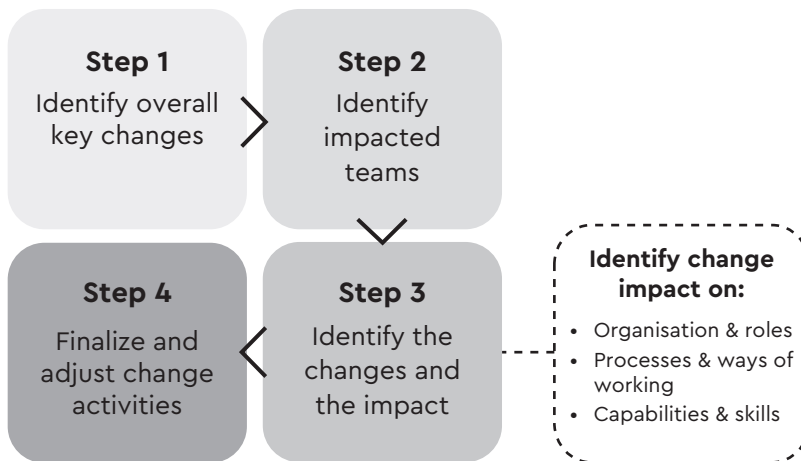 Step 1
Identify overall
key changes
Step 2
Identify
impacted
teams
Step 3
Identify the
changes and
the impact
Identify change
impact on:
• Organisation & roles
• Processes & ways of
working
• Capabilities & skills
Step 4
Finalize and
adjust change
activities